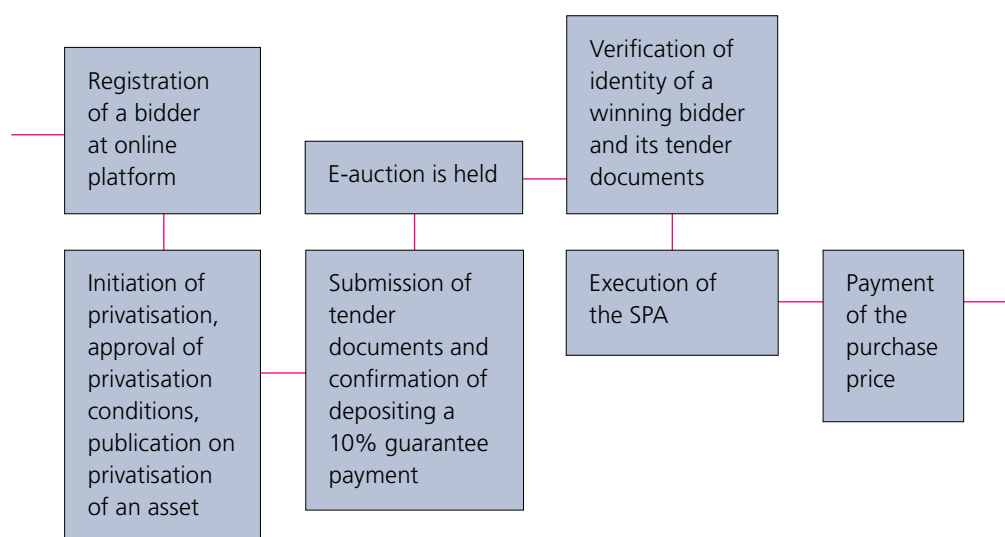 Registration
of a bidder
at online
platform
Initiation of
privatisation,
approval of
privatisation
conditions,
publication on
privatisation
of an asset
Submission of
tender
documents and
confirmation of
depositing a
10% guarantee
payment
E-auction is held
Verification of
identity of a
winning bidder
and its tender
documents
Execution of
the SPA
Payment
of the
purchase
price